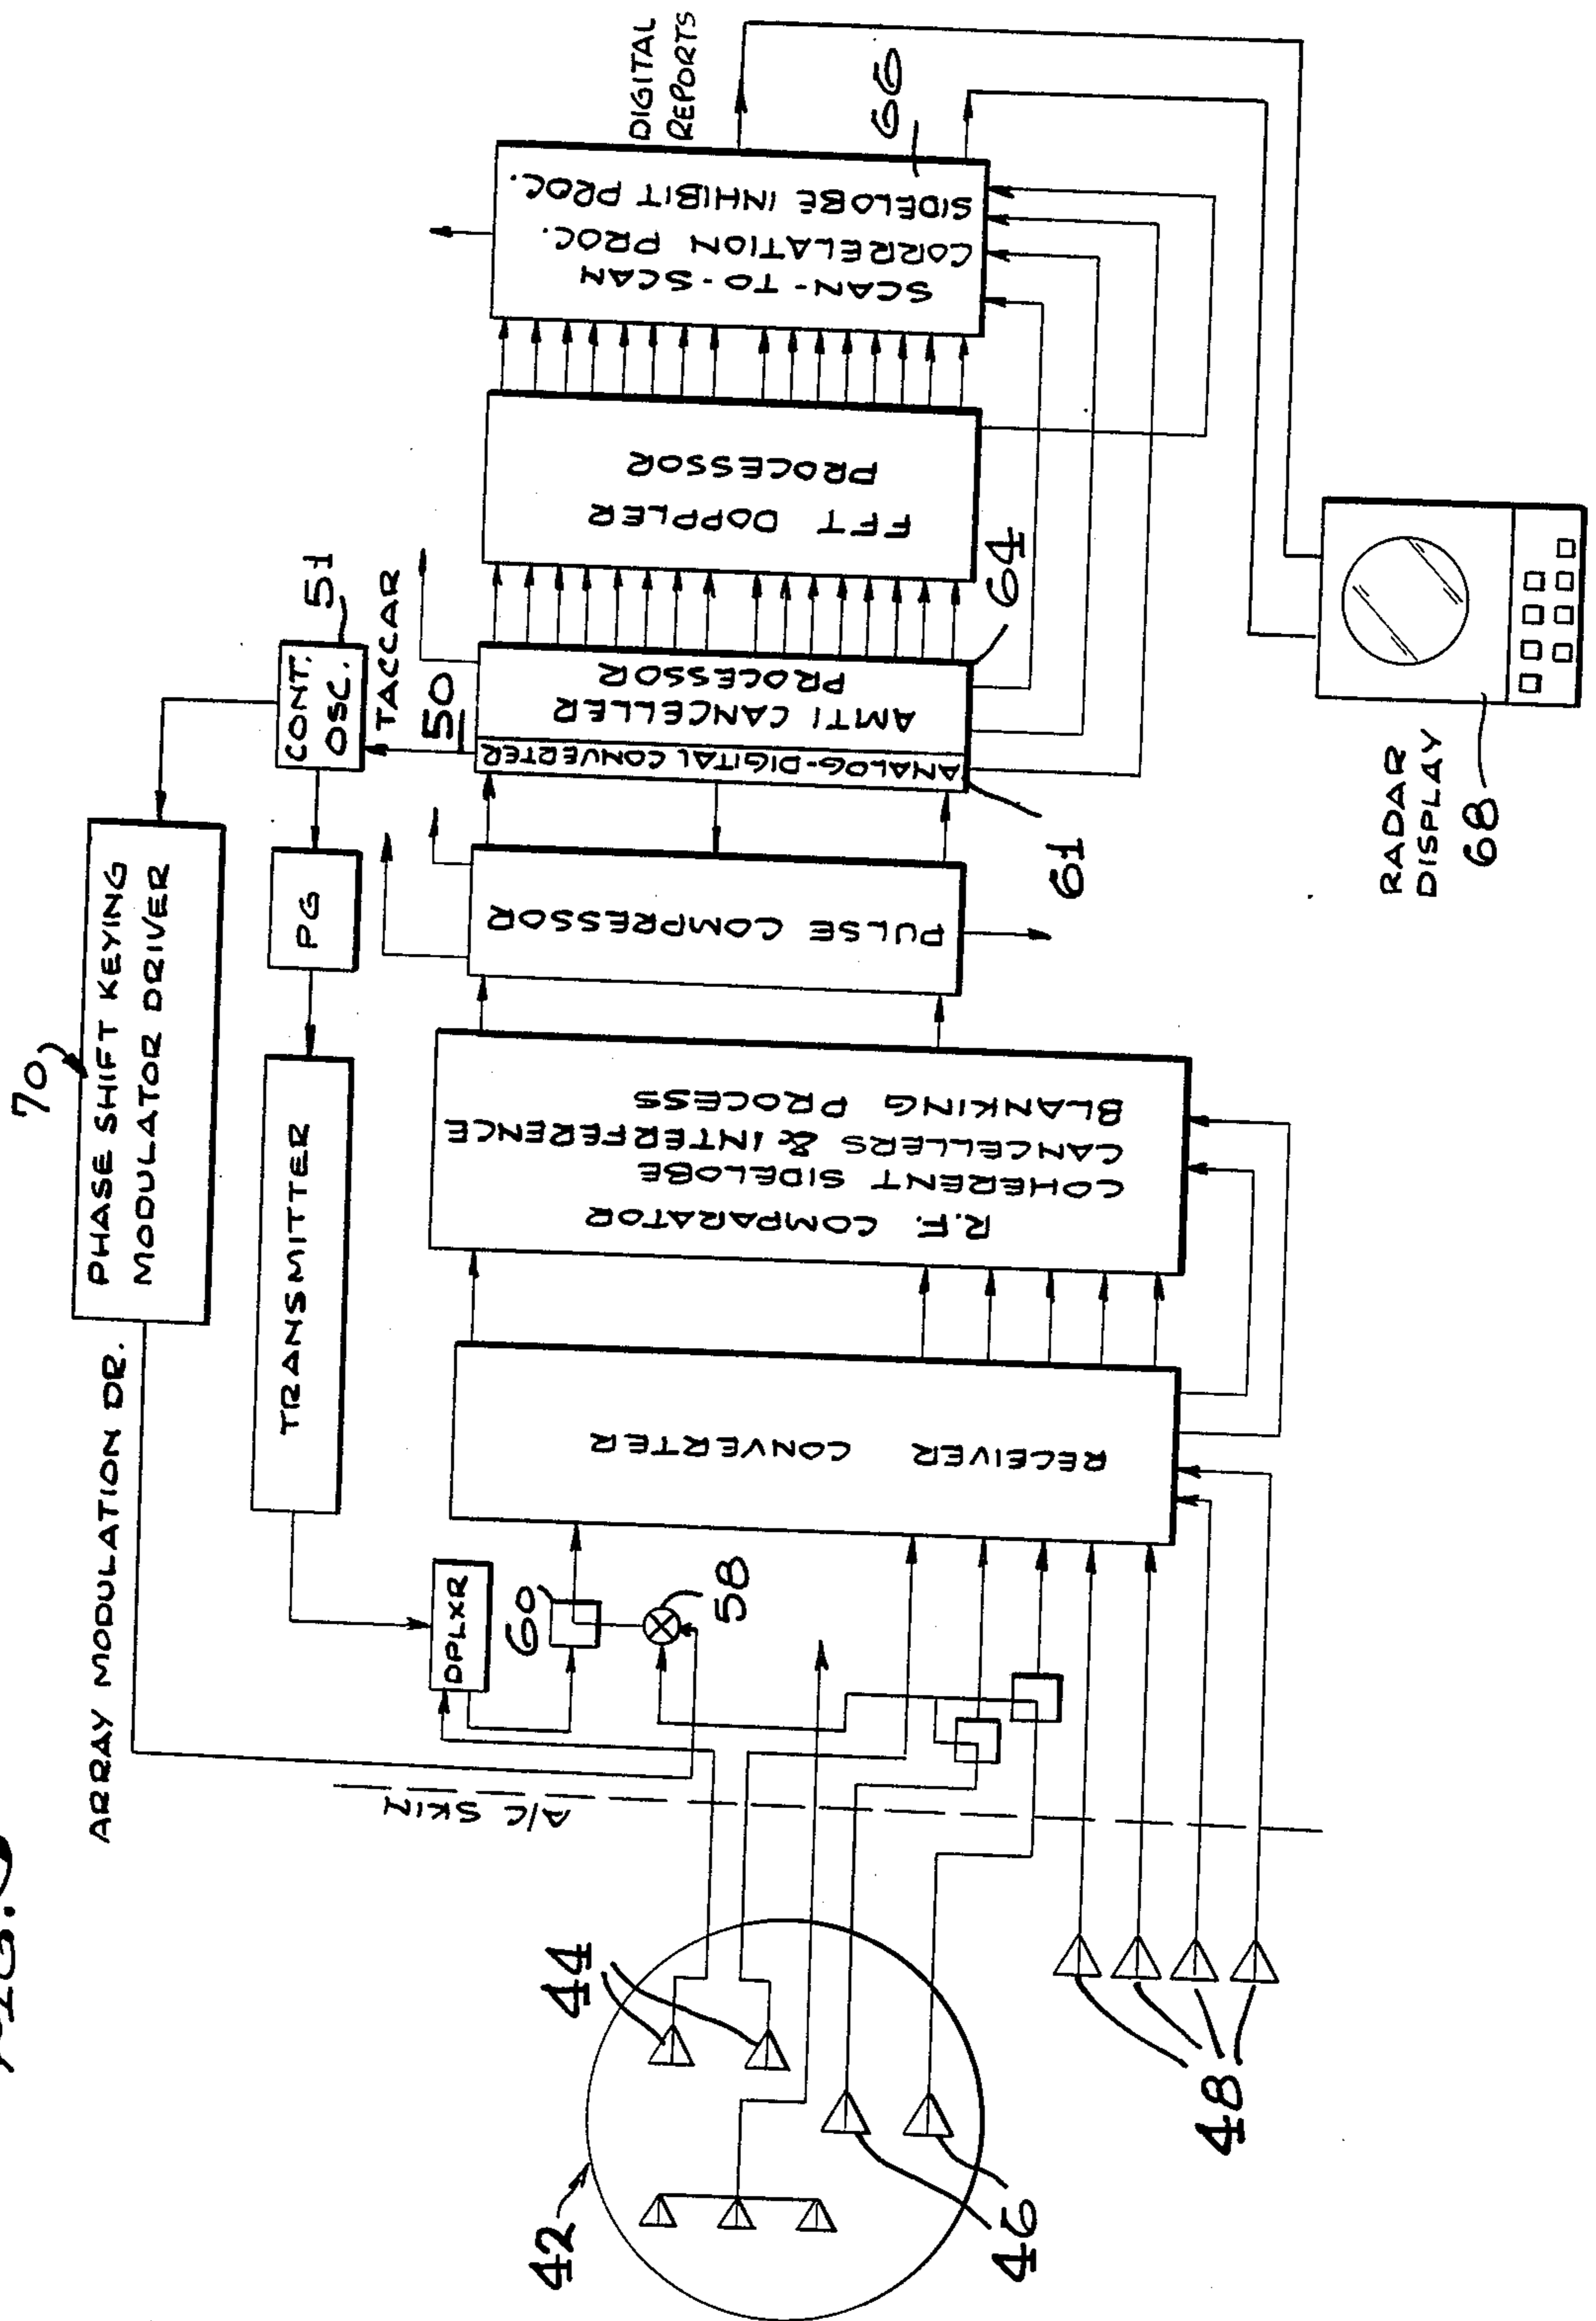 70
PHASE SHIFT KEYING
MODULATOR DRIVER
ARRAY MODULATION DR.
TRANSMITTER
PG
CONT.
OSC.
51
TACCAR
50
DPLXR
60
58
A/C SKIN
RECEIVER CONVERTER
R.F. COMPARATOR
COHERENT SIDELOBE
CANCELLERS & INTERFERENCE
BLANKING PROCESS
PULSE COMPRESSOR
61
ANALOG-DIGITAL CONVERTER
AMTI CANCELLER
PROCESSOR
64
FFT DOPPLER
PROCESSOR
SCAN-TO-SCAN
CORRELATION PROC.
SIDELOBE INHIBIT PROC.
66
DIGITAL
REPORTS
42
44
46
48
RADAR
DISPLAY
68